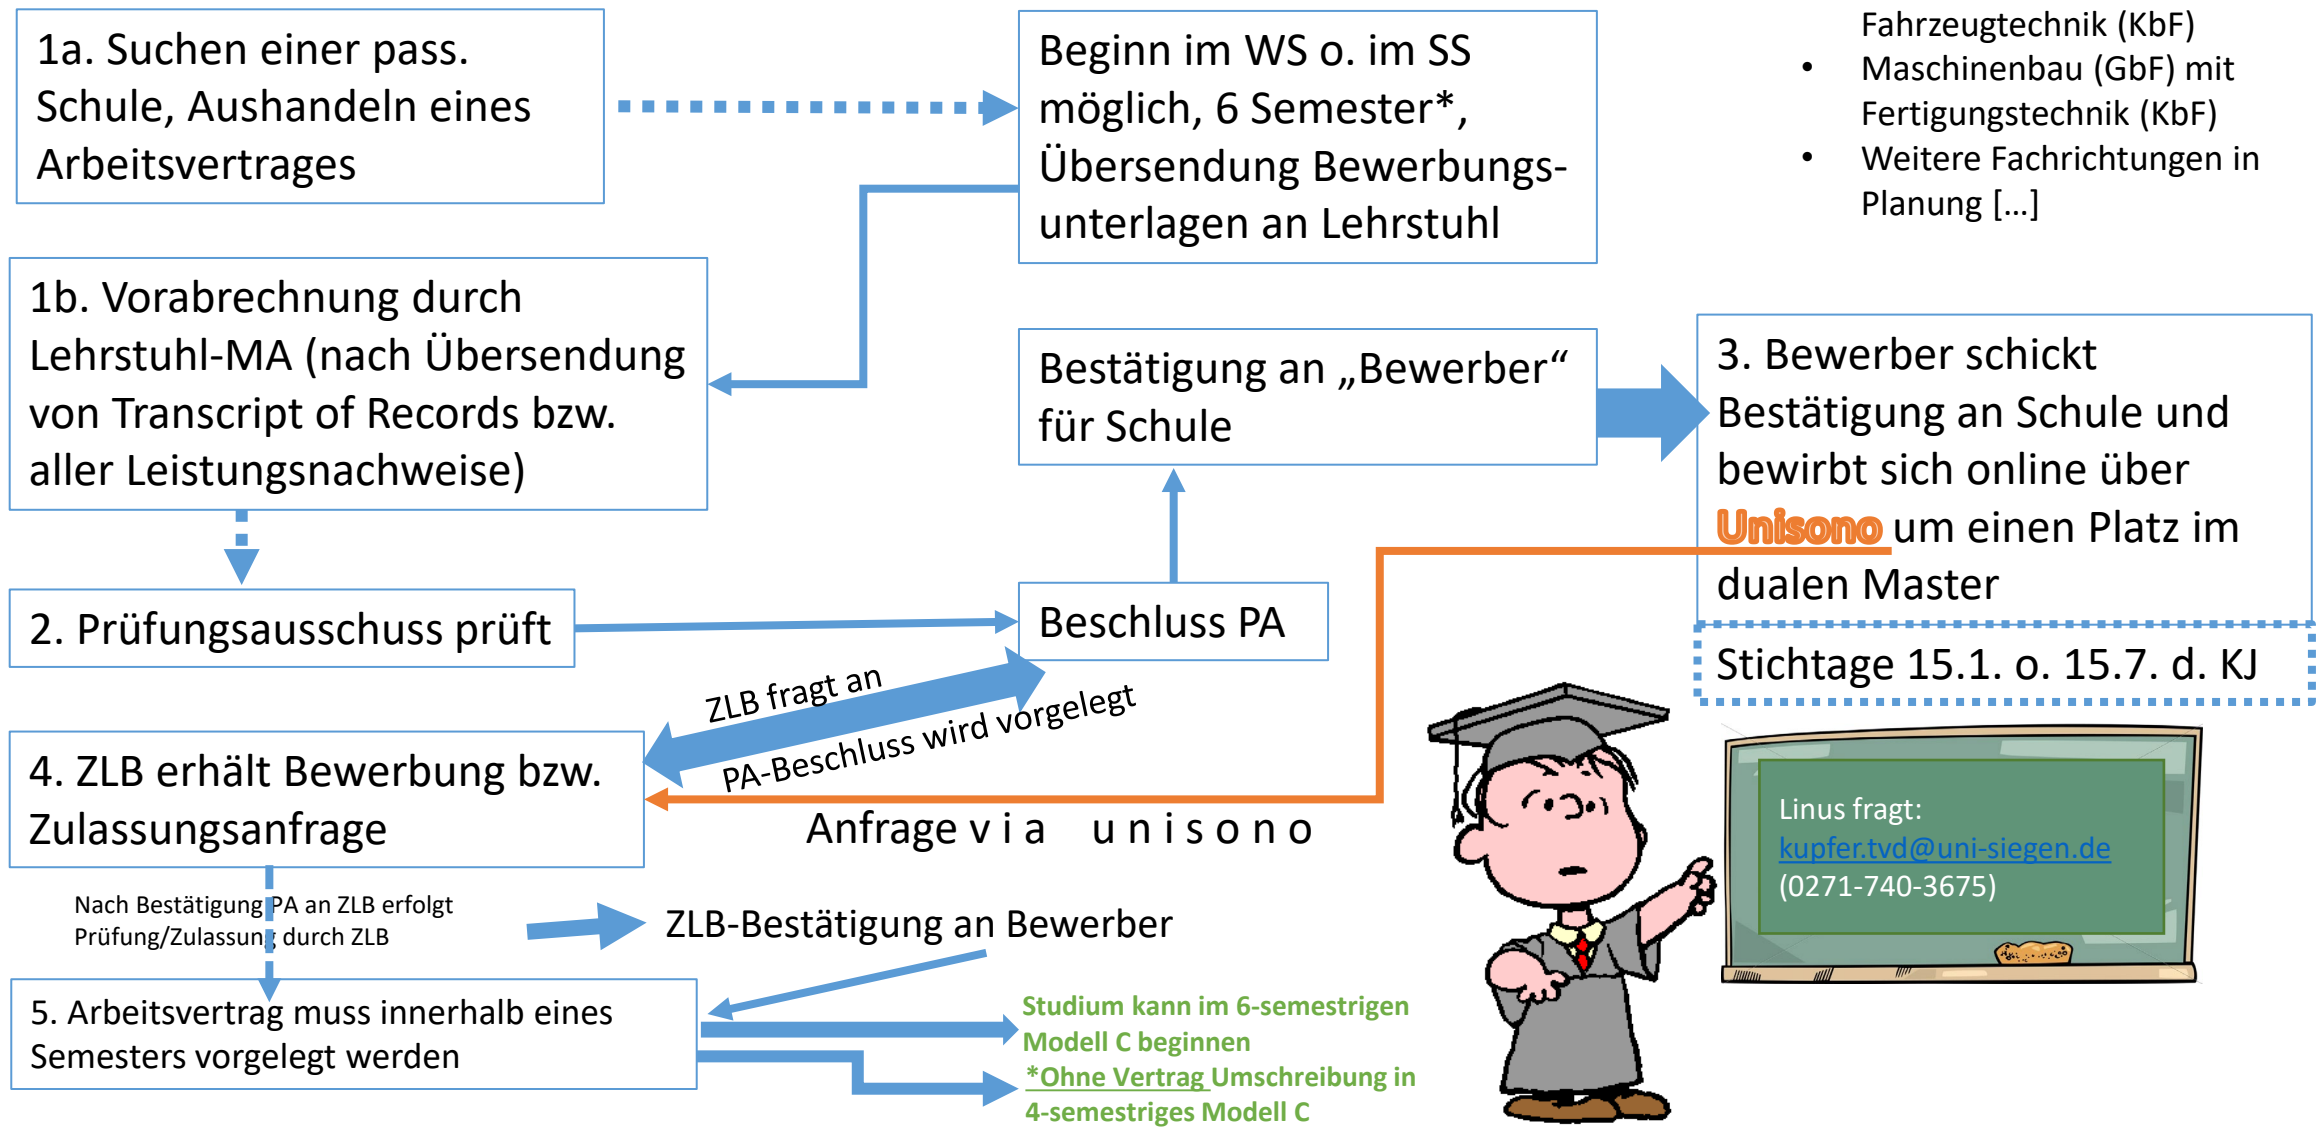 1a. Suchen einer pass.
Schule, Aushandeln eines
Arbeitsvertrages
Beginn im WS o. im SS
möglich, 6 Semester*,
Übersendung Bewerbungs-
unterlagen an Lehrstuhl
Fahrzeugtechnik (KbF)
• Maschinenbau (GbF) mit
Fertigungstechnik (KbF)
• Weitere Fachrichtungen in
Planung […]
1b. Vorabrechnung durch
Lehrstuhl-MA (nach Übersendung
von Transcript of Records bzw.
aller Leistungsnachweise)
Bestätigung an „Bewerber“
für Schule
3. Bewerber schickt
Bestätigung an Schule und
bewirbt sich online über
Unisono um einen Platz im
dualen Master
Stichtage 15.1. o. 15.7. d. KJ
2. Prüfungsausschuss prüft
Beschluss PA
ZLB fragt an
PA-Beschluss wird vorgelegt
4. ZLB erhält Bewerbung bzw.
Zulassungsanfrage
Anfrage v i a u n i s o n o
Linus fragt:
kupfer.tvd@uni-siegen.de
(0271-740-3675)
Nach Bestätigung PA an ZLB erfolgt
Prüfung/Zulassung durch ZLB
ZLB-Bestätigung an Bewerber
5. Arbeitsvertrag muss innerhalb eines
Semesters vorgelegt werden
Studium kann im 6-semestrigen
Modell C beginnen
*Ohne Vertrag Umschreibung in
4-semestriges Modell C